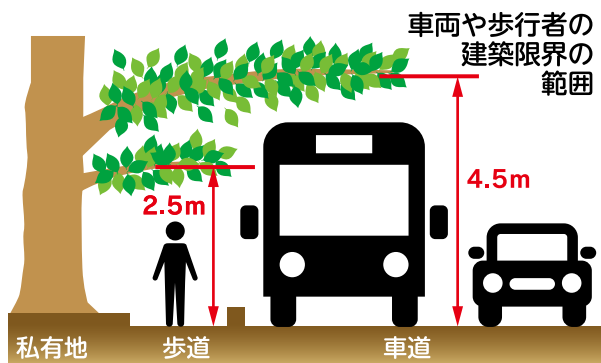 車両や歩行者の
建築限界の
範囲
4.5m
2.5m
私有地
歩道
車道